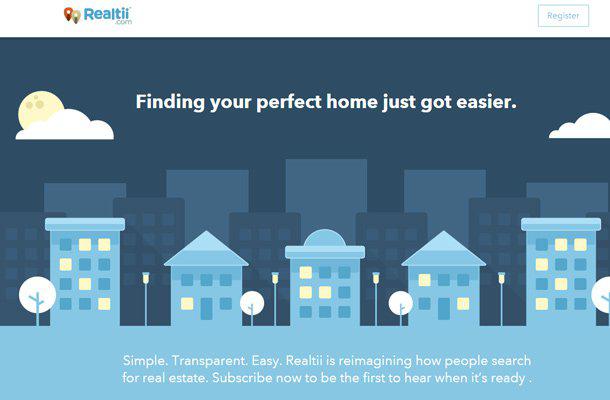 Realtii
.com
Register
Finding your perfect home just got easier.
Simple. Transparent. Easy. Realtii is reimagining how people search
for real estate. Subscribe now to be the first to hear when it's ready .